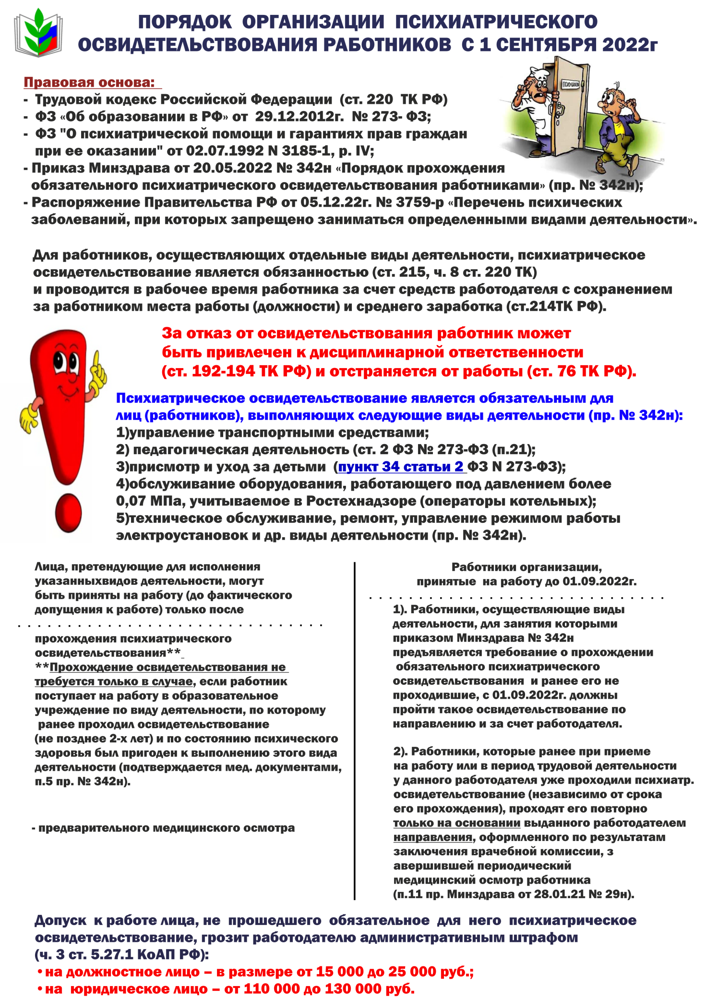 ПОРЯДОК ОРГАНИЗАЦИИ ПСИХИАТРИЧЕСКОГО
ОСВИДЕТЕЛЬСТВОВАНИЯ РАБОТНИКОВ С 1 СЕНТЯБРЯ 2022г
ПСИХИАТР
Правовая основа:
- Трудовой кодекс Российской Федерации (ст. 220 ТК РФ)
- ФЗ «Об образовании в РФ» от 29.12.2012г. № 273- ФЗ;
- ФЗ "О психиатрической помощи и гарантиях прав граждан
при ее оказании" от 02.07.1992 N 3185-1, р. IV;
- Приказ Минздрава от 20.05.2022 № 342н «Порядок прохождения
обязательного психиатрического освидетельствования работниками» (пр. № 342н);
- Распоряжение Правительства РФ от 05.12.22г. № 3759-р «Перечень психических
заболеваний, при которых запрещено заниматься определенными видами деятельности».
Для работников, осуществляющих отдельные виды деятельности, психиатрическое
освидетельствование является обязанностью (ст. 215, ч. 8 ст. 220 ТК)
и проводится в рабочее время работника за счет средств работодателя с сохранением
за работником места работы (должности) и среднего заработка (ст.214ТК РФ).
За отказ от освидетельствования работник может
быть привлечен к дисциплинарной ответственности
(ст. 192-194 ТК РФ) и отстраняется от работы (ст. 76 ТК РФ).
Психиатрическое освидетельствование является обязательным для
лиц (работников), выполняющих следующие виды деятельности (пр. № 342н):
1)управление транспортными средствами;
2) педагогическая деятельность (ст. 2 ФЗ № 273-ФЗ (п.21);
3)присмотр и уход за детьми (пункт 34 статьи 2 ФЗ N 273-ФЗ);
4)обслуживание оборудования, работающего под давлением более
0,07 МПа, учитываемое в Ростехнадзоре (операторы котельных);
5)техническое обслуживание, ремонт, управление режимом работы
электроустановок и др. виды деятельности (пр. № 342н).
Лица, претендующие для исполнения
указанныхвидов деятельности, могут
быть приняты на работу (до фактического
допущения к работе) только после
прохождения психиатрического
освидетельствования**
**Прохождение освидетельствования не
требуется только в случае, если работник
поступает на работу в образовательное
учреждение по виду деятельности, по которому
ранее проходил освидетельствование
(не позднее 2-х лет) и по состоянию психического
здоровья был пригоден к выполнению этого вида
деятельности (подтверждается мед. документами,
п.5 пр. № 342н).
- предварительного медицинского осмотра
Работники организации,
принятые на работу до 01.09.2022г.
1). Работники, осуществляющие виды
деятельности, для занятия которыми
приказом Минздрава № 342н
предъявляется требование о прохождении
обязательного психиатрического
освидетельствования и ранее его не
проходившие, с 01.09.2022г. должны
пройти такое освидетельствование по
направлению и за счет работодателя.
2). Работники, которые ранее при приеме
на работу или в период трудовой деятельности
у данного работодателя уже проходили психиатр.
освидетельствование (независимо от срока
его прохождения), проходят его повторно
только на основании выданного работодателем
направления, оформленного по результатам
заключения врачебной комиссии, з
авершившей периодический
медицинский осмотр работника
(п.11 пр. Минздрава от 28.01.21 № 29н).
Допуск к работе лица, не прошедшего обязательное для него психиатрическое
освидетельствование, грозит работодателю административным штрафом
(ч. 3 ст. 5.27.1 КоАП РФ):
• на должностное лицо – в размере от 15 000 до 25 000 руб.;
• на юридическое лицо – от 110 000 до 130 000 руб.